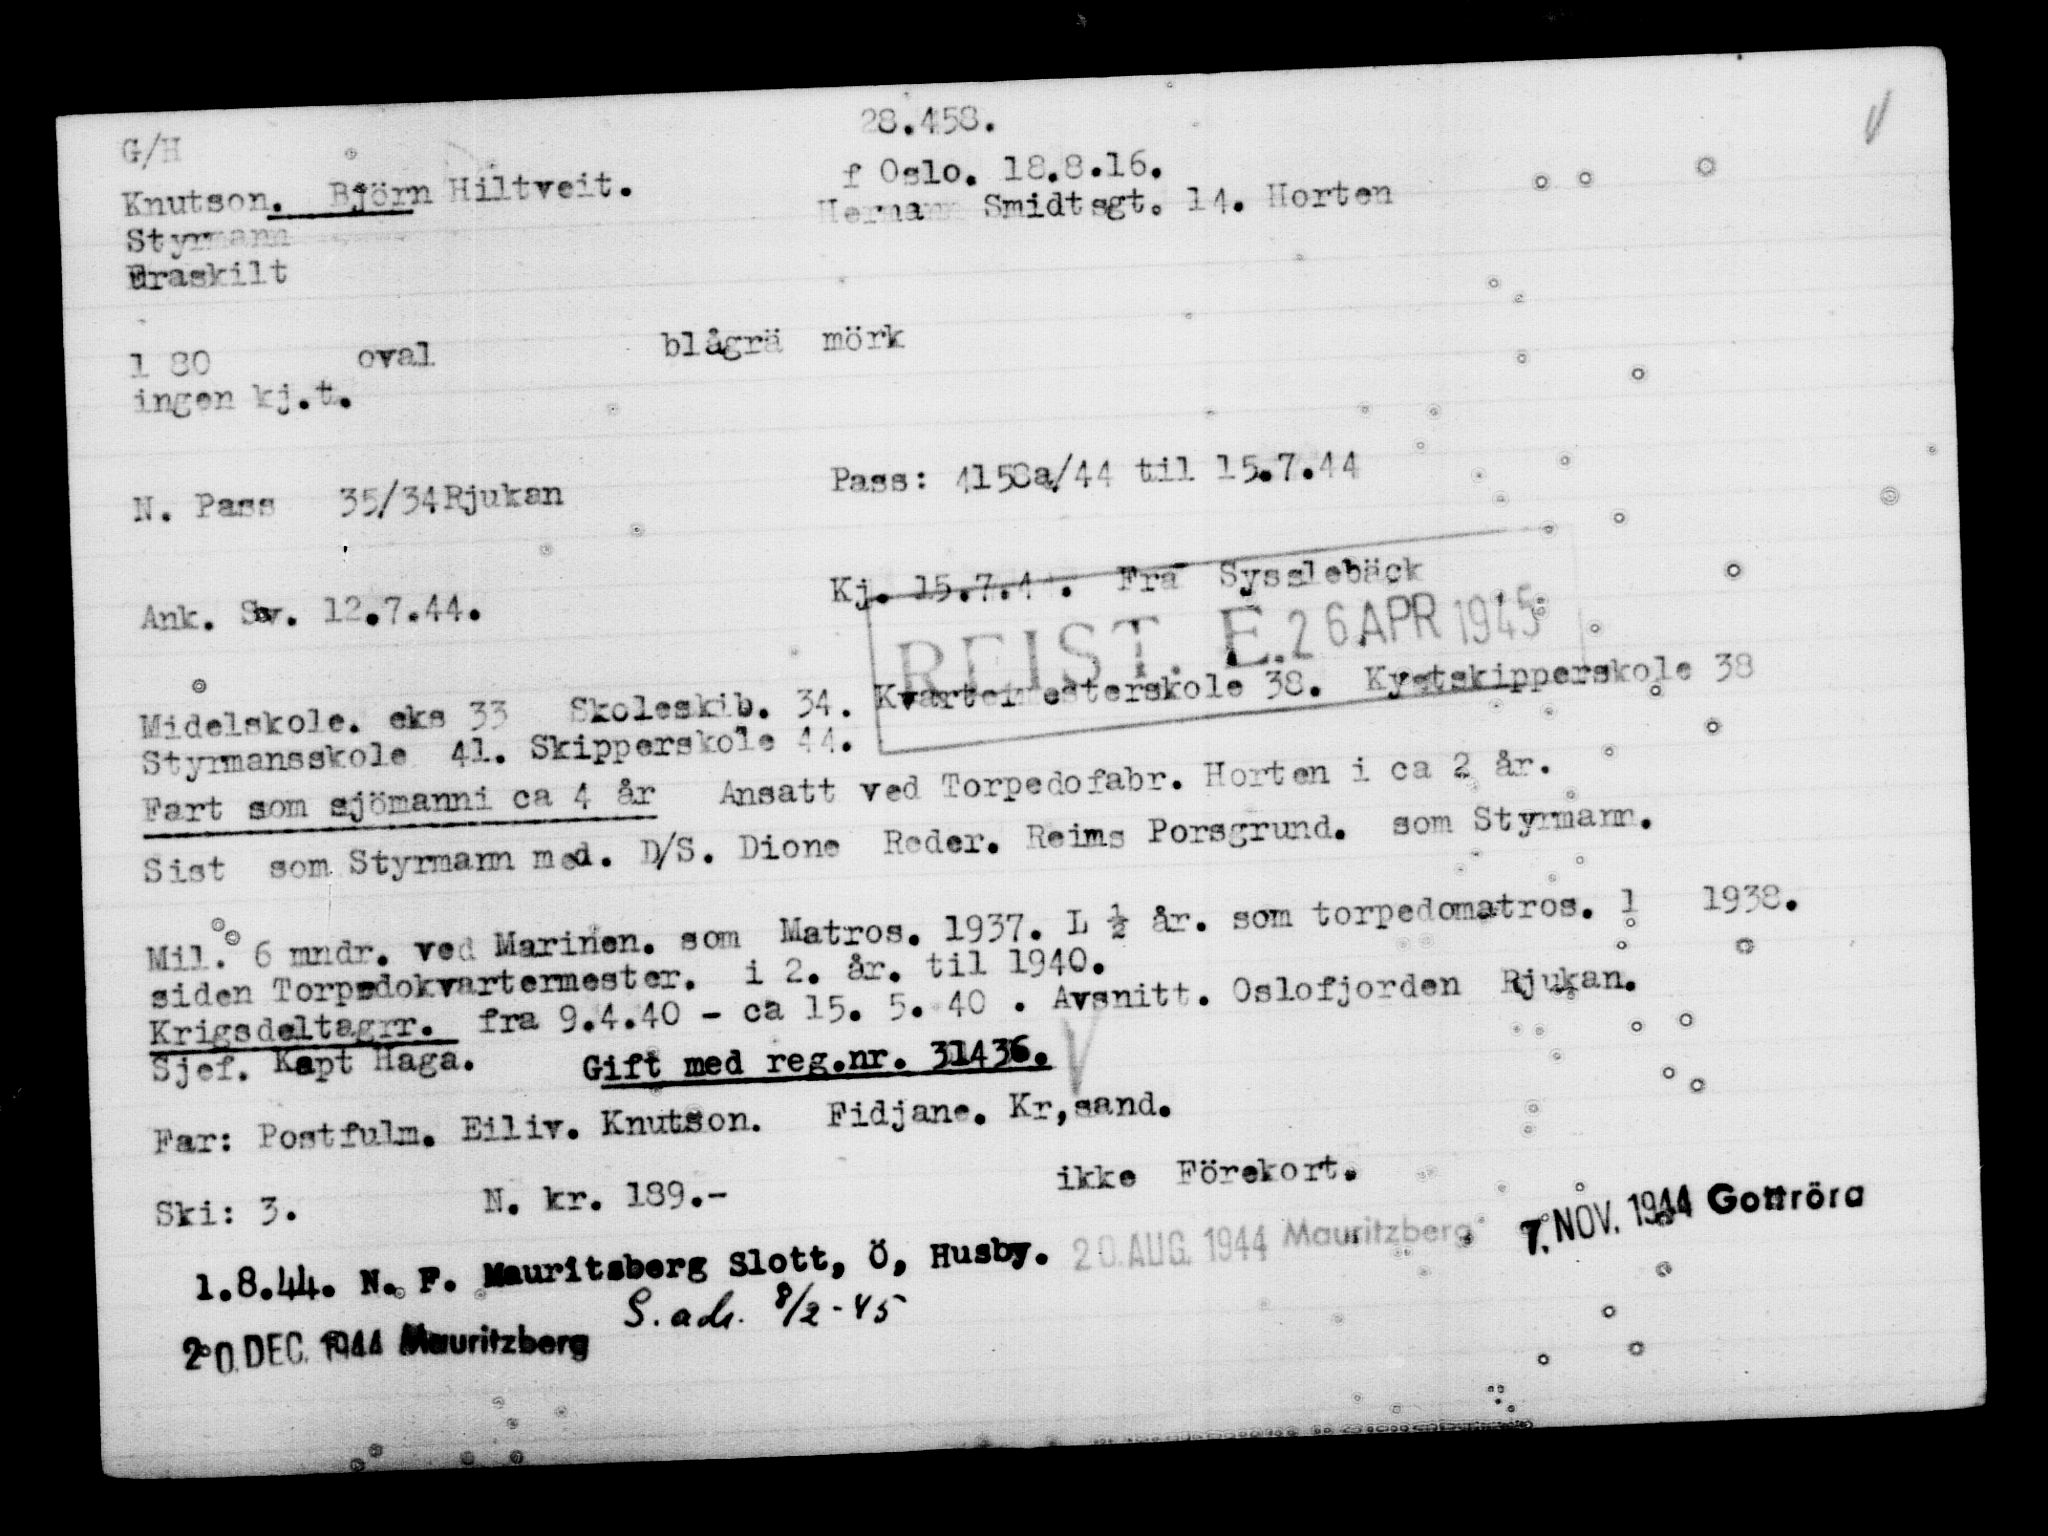 G/H 28.458.
Knutson. Björn Hiltveit. f Oslo. 18.8.16.
Styrmann Hermann Smidtsgt. 14. Horten
Fraskilt
1 80 oval blågrä mörk
ingen kj.t.
N. Pass 35/34 Rjukan Pass: 4158a/44 til 15.7.44
Ank. Sv. 12.7.44. Kj. 15.7.44. Fra Sysslebäck
REIST. E. 26 APR 1945
Midelskole. eks 33 Skoleskib. 34. Kvartermesterskole 38. Kystskipperskole 38
Styrmansskole 41. Skipperskole 44.
Fart som sjömanni ca 4 år Ansatt ved Torpedofabr. Horten i ca 2 år.
Sist som Styrmann med. D/S. Dione Reder. Reims Porsgrund. som Styrmann.
Mil. 6 mndr. ved Marinen. som Matros. 1937. L ½ år. som torpedomatros. 1 1938.
siden Torpedokvartermester. i 2. år. til 1940.
Krigsdeltagrr. fra 9.4.40 - ca 15. 5. 40 . Avsnitt. Oslofjorden Rjukan.
Sjef. Kapt Haga. Gift med reg.nr. 31436.
Far: Postfulm. Eiliv. Knutson. Fidjane. Kr,sand.
Ski: 3. N. kr. 189.- ikke Förekort.
1.8.44. N. F. Mauritsberg Slott, Ö, Husby. 20. AUG. 1944 Mauritzberg 7. NOV. 1944 Gottröra
S. adr. 8/2-45
20. DEC. 1944 Mauritzberg